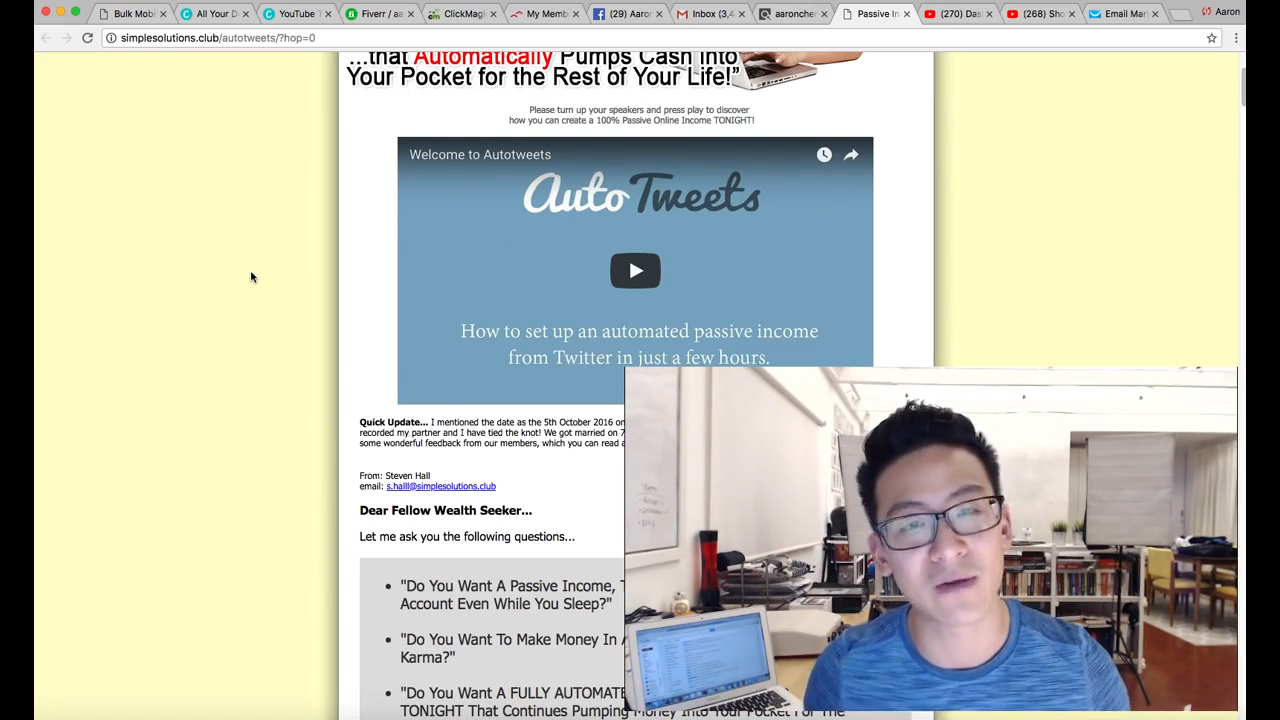 Bulk Mobi
All Your D
YouTube T
Fiverr / aa
ClickMagi
My Memb
(29) Aaro
Inbox (3,4
aaronche
Passive In
(270) Das
(268) Sho
Email Mar
Aaron
simplesolutions.club/autotweets/?hop=0
...that Automatically Pumps Cash Into
Your Pocket for the Rest of Your Life!”
Please turn up your speakers and press play to discover
how you can create a 100% Passive Online Income TONIGHT!
Welcome to Autotweets
AutoTweets
How to set up an automated passive income
from Twitter in just a few hours.
Quick Update... I mentioned the date as the 5th October 2016 on
recorded my partner and I have tied the knot! We got married on 7
some wonderful feedback from our members, which you can read a
From: Steven Hall
email: s.halll@simplesolutions.club
Dear Fellow Wealth Seeker...
Let me ask you the following questions...
"Do You Want A Passive Income, T
Account Even While You Sleep?"
"Do You Want To Make Money In A
Karma?"
"Do You Want A FULLY AUTOMATE
TONIGHT That Continues Pumping Money Into Your Pocket For The